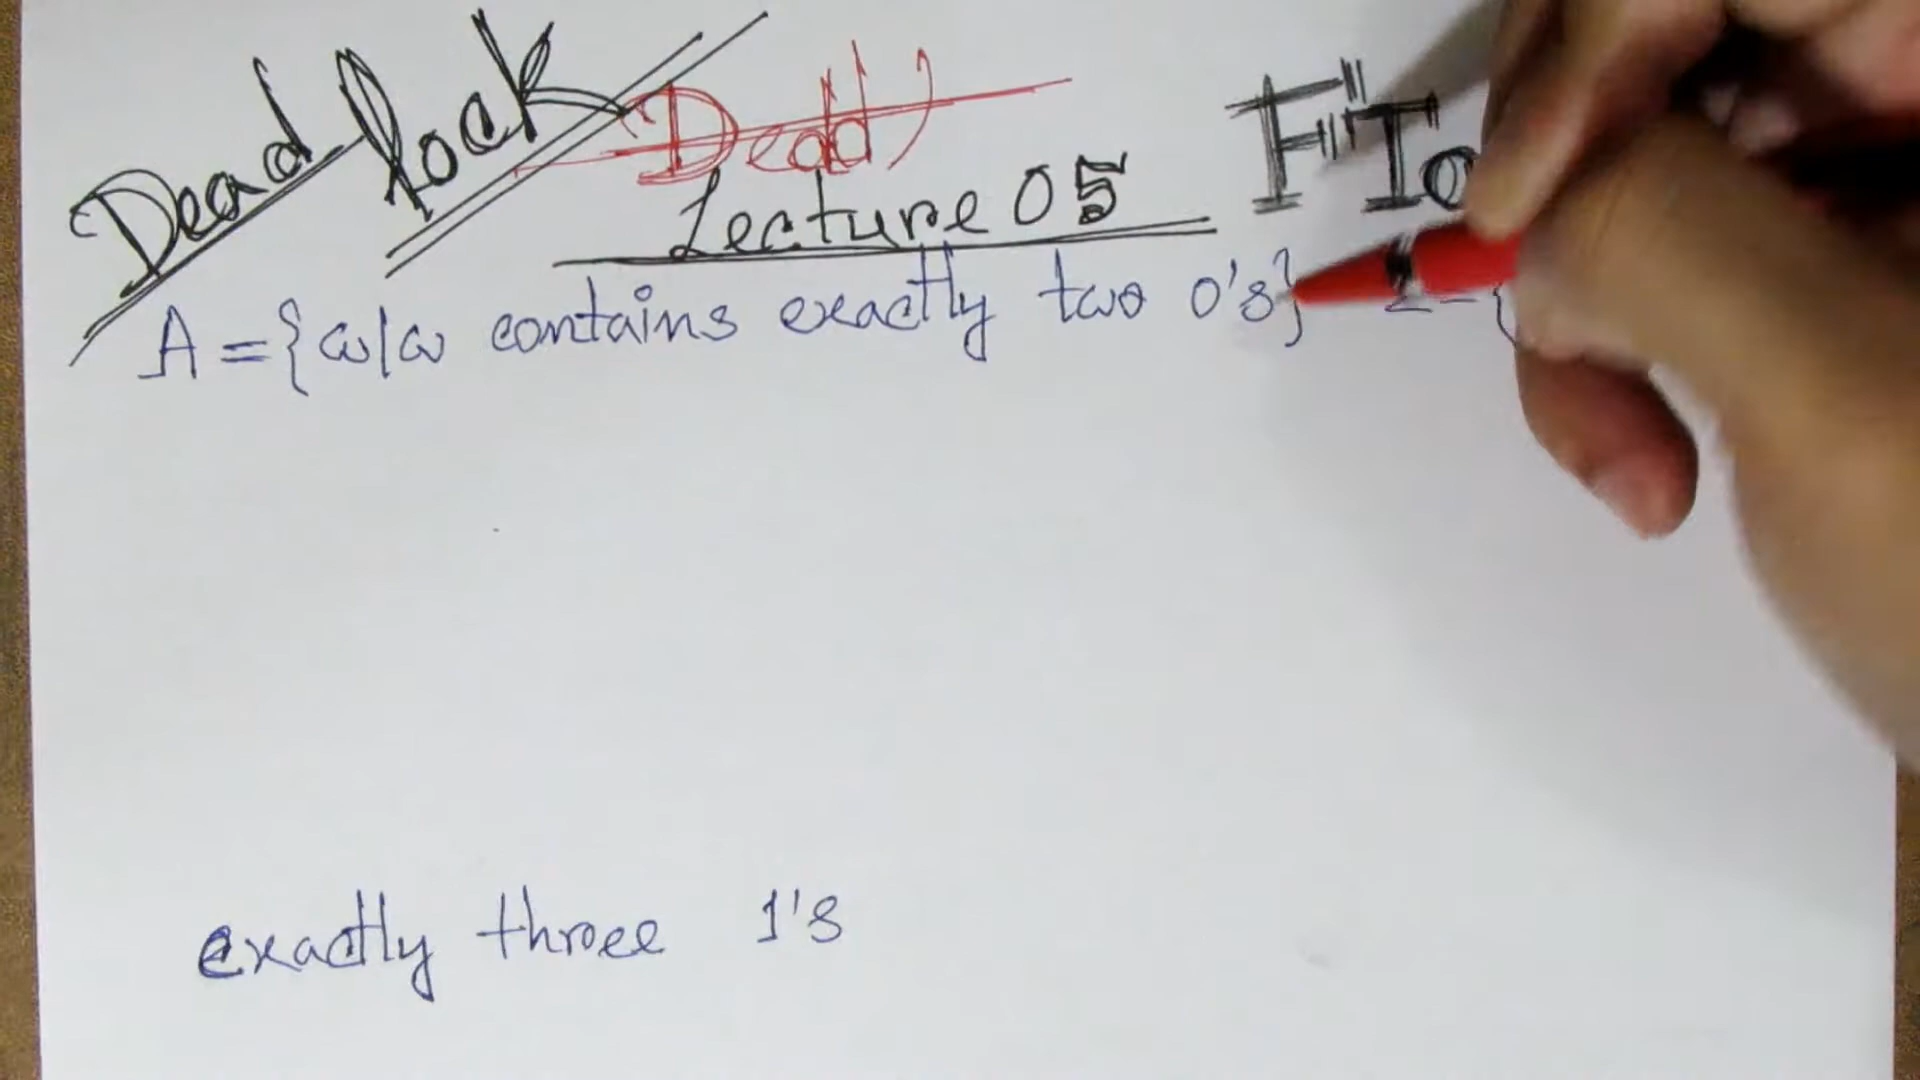 Dead lock
(Dead)
Lecture 05
A = {ω/ω contains exactly two 0's}
exactly three 1's